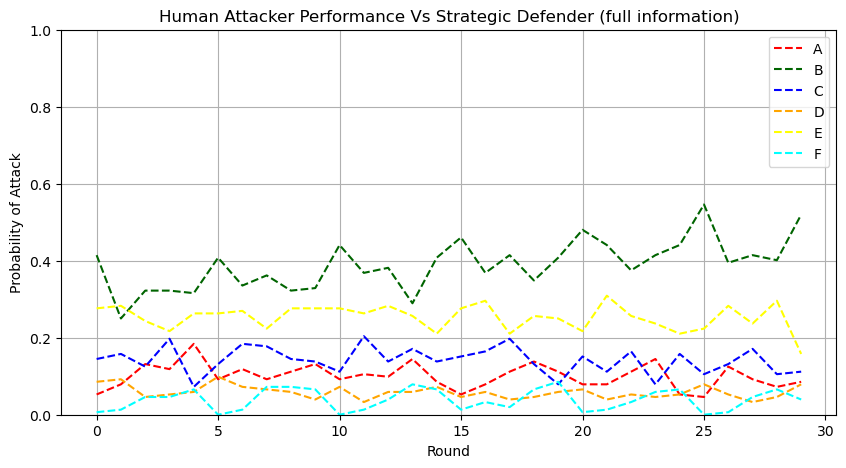 Human Attacker Performance Vs Strategic Defender (full information)
1.0
0.8
0.6
0.4
0.2
0.0
Probability of Attack
0 5 10 15 20 25 30
Round
A
B
C
D
E
F